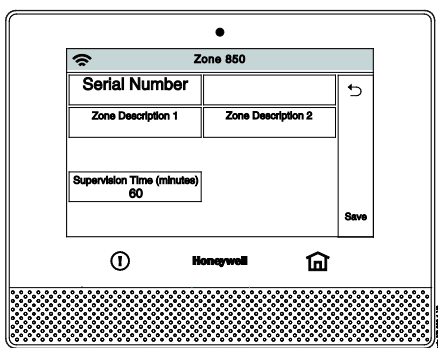 Zone 850
Serial Number
Zone Description 1
Zone Description 2
Supervision Time (minutes)
60
Save
Honeywell